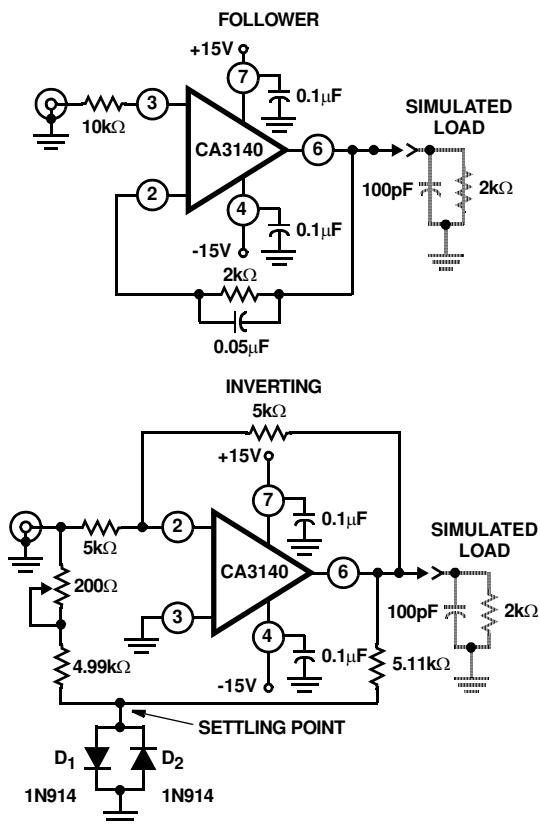 FOLLOWER
+15V
7
3
0.1μF
10kΩ
CA3140
6
SIMULATED
LOAD
2
100pF
2kΩ
4
0.1μF
-15V
2kΩ
0.05μF
INVERTING
5kΩ
+15V
7
2
0.1μF
5kΩ
SIMULATED
LOAD
200Ω
CA3140
6
3
100pF
2kΩ
4
0.1μF
4.99kΩ
5.11kΩ
-15V
SETTLING POINT
D1
D2
1N914
1N914